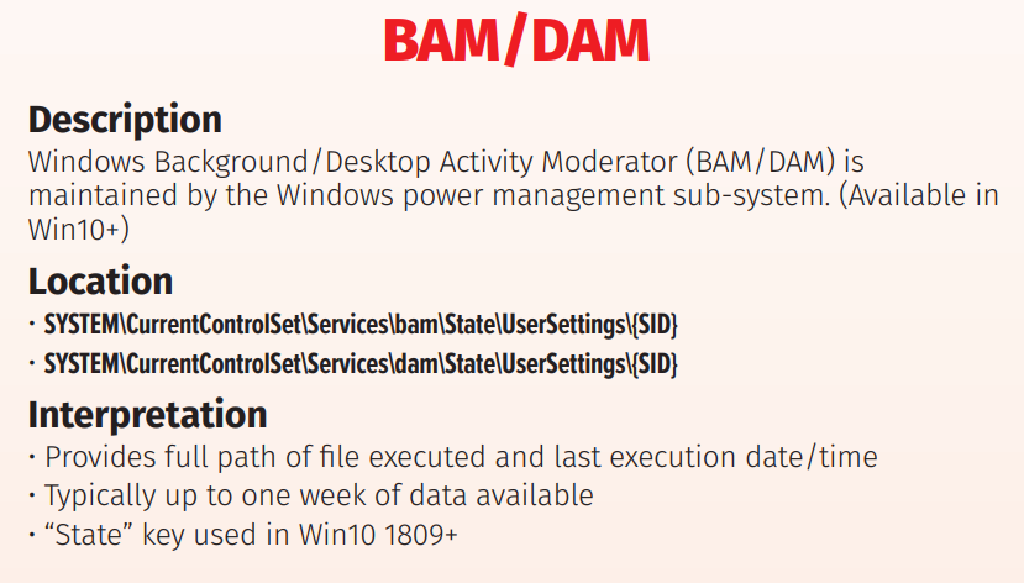 BAM/DAM
Description
Windows Background/Desktop Activity Moderator (BAM/DAM) is
maintained by the Windows power management sub-system. (Available in
Win10+)
Location
· SYSTEM\CurrentControlSet\Services\bam\State\UserSettings\{SID}
· SYSTEM\CurrentControlSet\Services\dam\State\UserSettings\{SID}
Interpretation
· Provides full path of file executed and last execution date/time
· Typically up to one week of data available
· “State” key used in Win10 1809+